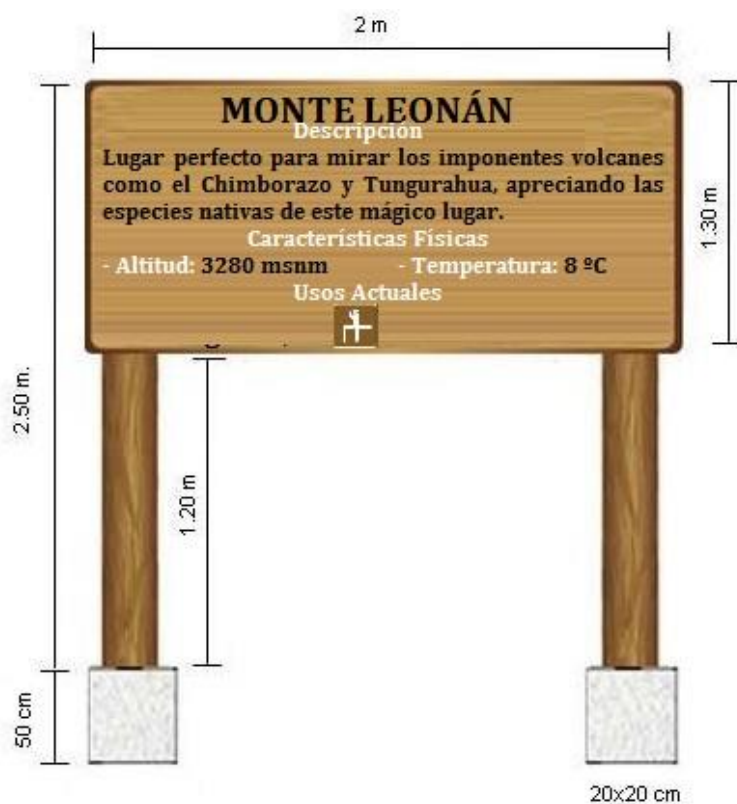 2 m
MONTE LEONÁN
Descripción
Lugar perfecto para mirar los imponentes volcanes
como el Chimborazo y Tungurahua, apreciando las
especies nativas de este mágico lugar.
Características Físicas
- Altitud: 3280 msnm - Temperatura: 8 ºC
Usos Actuales
1.30 m
2.50 m.
1.20 m
50 cm
20x20 cm